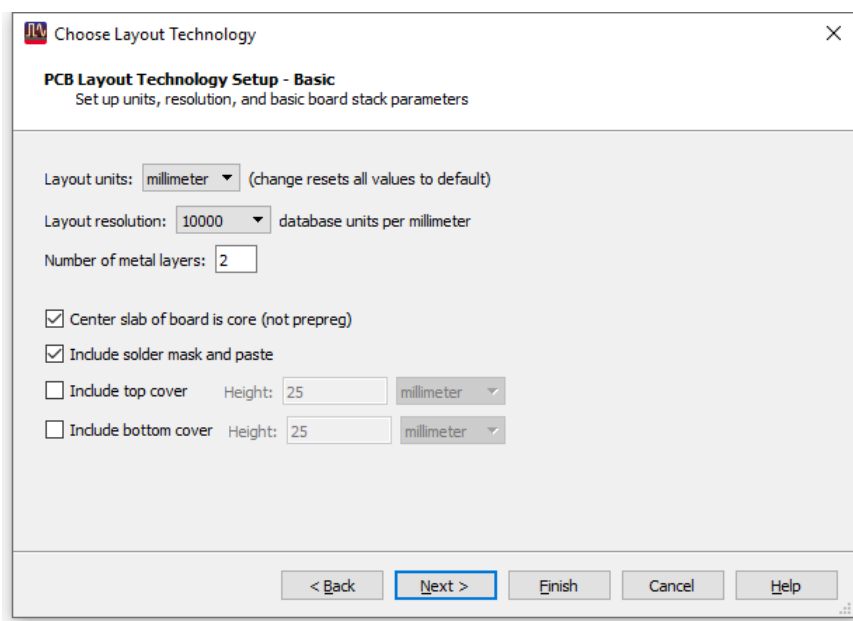 Choose Layout Technology
PCB Layout Technology Setup - Basic
Set up units, resolution, and basic board stack parameters
Layout units: millimeter (change resets all values to default)
Layout resolution: 10000 database units per millimeter
Number of metal layers: 2
Center slab of board is core (not prepreg)
Include solder mask and paste
Include top cover Height: 25 millimeter
Include bottom cover Height: 25 millimeter
< Back Next > Finish Cancel Help